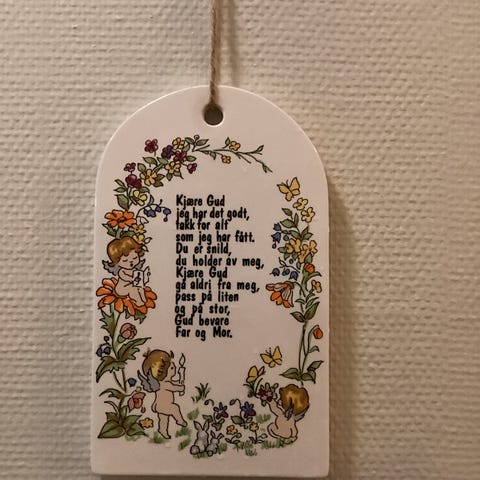 Kjære Gud
jeg har det godt,
takk for alt
som jeg har fått.
Du er snild,
du holder av meg,
Kjære Gud
gå aldri fra meg,
pass på liten
og på stor,
Gud bevare
Far og Mor.